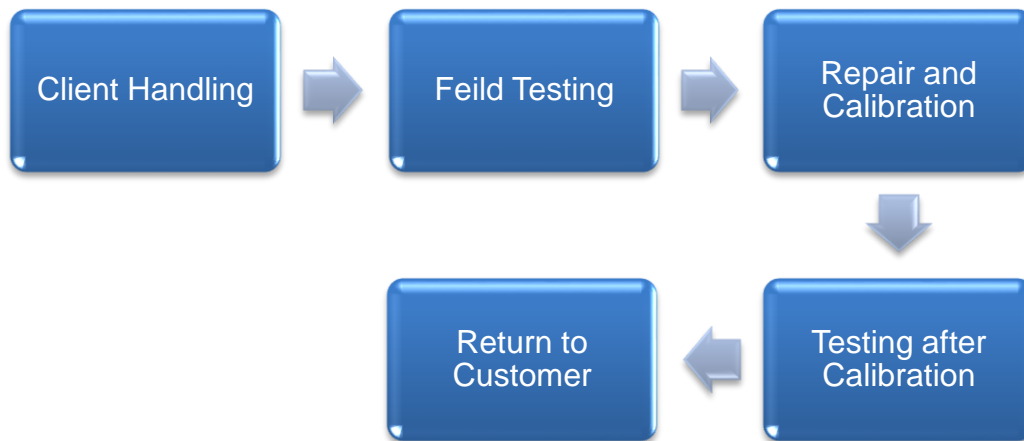 Client Handling
Feild Testing
Repair and
Calibration
Testing after
Calibration
Return to
Customer